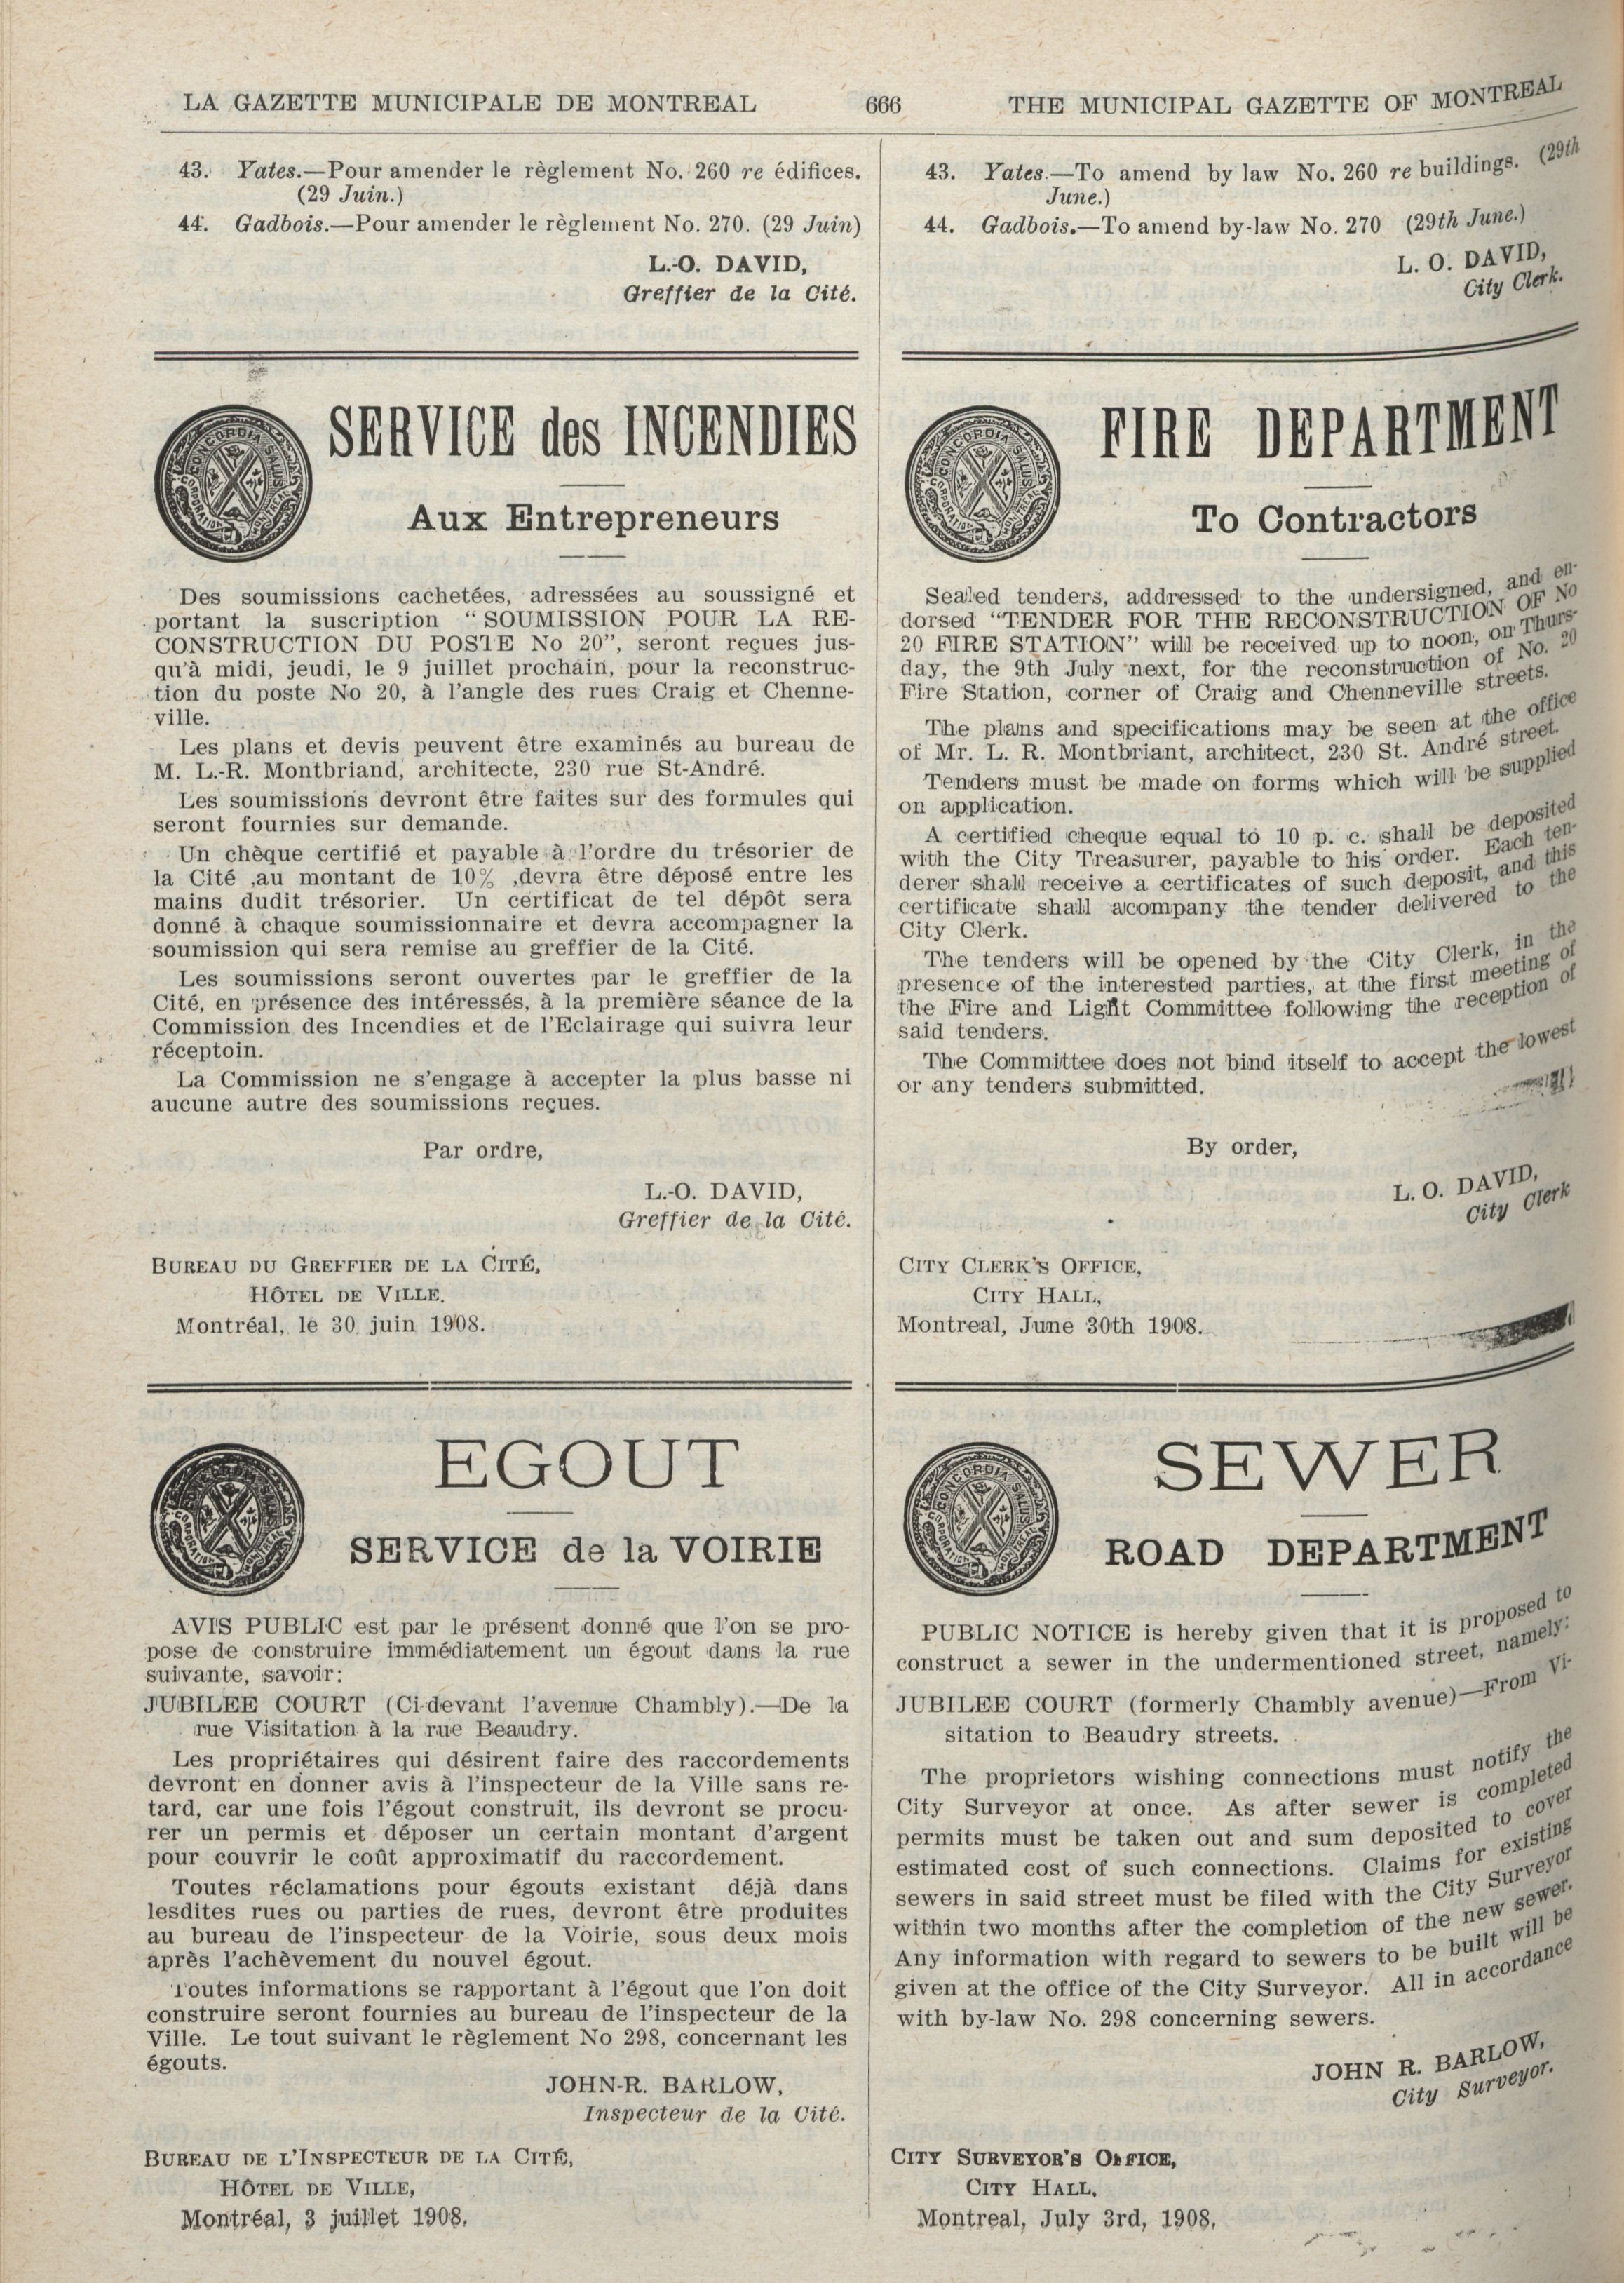 LA GAZETTE MUNICIPALE DE MONTREAL 666 THE MUNICIPAL GAZETTE OF MONTREAL
43. Yates.—Pour amender le règlement No. 260 re édifices.
(29 Juin.)
44. Gadbois.—Pour amender le règlement No. 270. (29 Juin)
L.-O. DAVID,
Greffier de la Cité.
SERVICE des INCENDIES
Aux Entrepreneurs
Des soumissions cachetées, adressées au soussigné et
portant la suscription “SOUMISSION POUR LA RE-
CONSTRUCTION DU POSTE No 20”, seront reçues jus-
qu'à midi, jeudi, le 9 juillet prochain, pour la reconstruc-
tion du poste No 20, à l'angle des rues Craig et Chenne-
ville.
Les plans et devis peuvent être examinés au bureau de
M. L.-R. Montbriand, architecte, 230 rue St-André.
Les soumissions devront être faites sur des formules qui
seront fournies sur demande.
Un chèque certifié et payable à l'ordre du trésorier de
la Cité ,au montant de 10% ,devra être déposé entre les
mains dudit trésorier. Un certificat de tel dépôt sera
donné à chaque soumissionnaire et devra accompagner la
soumission qui sera remise au greffier de la Cité.
Les soumissions seront ouvertes par le greffier de la
Cité, en présence des intéressés, à la première séance de la
Commission des Incendies et de l'Eclairage qui suivra leur
réceptoin.
La Commission ne s'engage à accepter la plus basse ni
aucune autre des soumissions reçues.
Par ordre,
L.-O. DAVID,
Greffier de la Cité.
BUREAU DU GREFFIER DE LA CITÉ,
HÔTEL DE VILLE.
Montréal, le 30 juin 1908.
EGOUT
SERVICE de la VOIRIE
AVIS PUBLIC est par le présent donné que l'on se pro-
pose de construire immédiatement un égout dans la rue
suivante, savoir:
JUBILEE COURT (Ci-devant l'avenue Chambly).—De la
rue Visitation à la rue Beaudry.
Les propriétaires qui désirent faire des raccordements
devront en donner avis à l'inspecteur de la Ville sans re-
tard, car une fois l'égout construit, ils devront se procu-
rer un permis et déposer un certain montant d'argent
pour couvrir le coût approximatif du raccordement.
Toutes réclamations pour égouts existant déjà dans
lesdites rues ou parties de rues, devront être produites
au bureau de l'inspecteur de la Voirie, sous deux mois
après l'achèvement du nouvel égout.
Toutes informations se rapportant à l'égout que l'on doit
construire seront fournies au bureau de l'inspecteur de la
Ville. Le tout suivant le règlement No 298, concernant les
égouts.
JOHN-R. BARLOW,
Inspecteur de la Cité.
BUREAU DE L'INSPECTEUR DE LA CITÉ,
HÔTEL DE VILLE,
Montréal, 3 juillet 1908.
43. Yates.—To amend by law No. 260 re buildings. (29th
June.)
44. Gadbois.—To amend by-law No. 270 (29th June.)
L. O. DAVID,
City Clerk.
FIRE DEPARTMENT
To Contractors
Sealed tenders, addressed to the undersigned, and en-
dorsed “TENDER FOR THE RECONSTRUCTION OF No
20 FIRE STATION” will be received up to noon, on Thurs-
day, the 9th July next, for the reconstruction of No. 20
Fire Station, corner of Craig and Chenneville streets.
The plans and specifications may be seen at the office
of Mr. L. R. Montbriant, architect, 230 St. André street.
Tenders must be made on forms which will be supplied
on application.
A certified cheque equal to 10 p. c. shall be deposited
with the City Treasurer, payable to his order. Each ten-
derer shall receive a certificates of such deposit, and this
certificate shall acompany the tender delivered to the
City Clerk.
The tenders will be opened by the City Clerk, in the
presence of the interested parties, at the first meeting of
the Fire and Light Committee following the reception of
said tenders.
The Committee does not bind itself to accept the lowest
or any tenders submitted.
By order,
L. O. DAVID,
City Clerk
CITY CLERK'S OFFICE,
CITY HALL,
Montreal, June 30th 1908.
SEWER
ROAD DEPARTMENT
PUBLIC NOTICE is hereby given that it is proposed to
construct a sewer in the undermentioned street, namely:
JUBILEE COURT (formerly Chambly avenue)—From Vi-
sitation to Beaudry streets.
The proprietors wishing connections must notify the
City Surveyor at once. As after sewer is completed
permits must be taken out and sum deposited to cover
estimated cost of such connections. Claims for existing
sewers in said street must be filed with the City Surveyor
within two months after the completion of the new sewer.
Any information with regard to sewers to be built will be
given at the office of the City Surveyor. All in accordance
with by-law No. 298 concerning sewers.
JOHN R. BARLOW,
City Surveyor.
CITY SURVEYOR'S OFFICE,
CITY HALL,
Montreal, July 3rd, 1908.